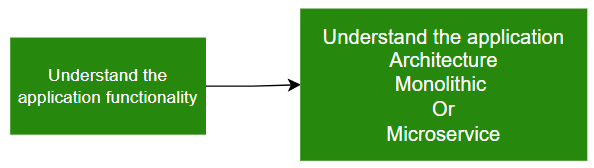 Understand the
application functionality
Understand the application
Architecture
Monolithic
Or
Microservice